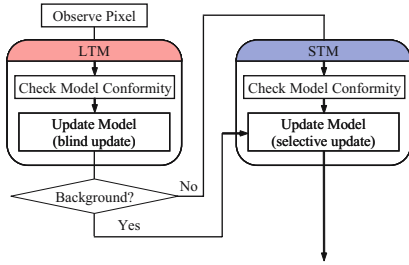 Observe Pixel
LTM
Check Model Conformity
Update Model
(blind update)
Background?
No
Yes
STM
Check Model Conformity
Update Model
(selective update)